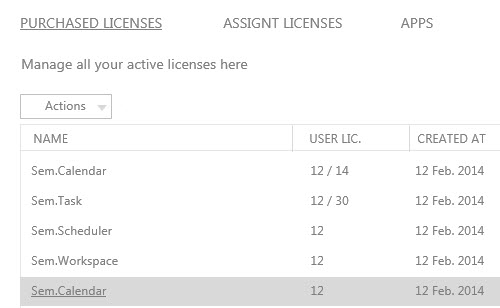 PURCHASED LICENSES ASSIGNT LICENSES APPS
Manage all your active licenses here
Actions
NAME USER LIC. CREATED AT
Sem.Calendar 12 / 14 12 Feb. 2014
Sem.Task 12 / 30 12 Feb. 2014
Sem.Scheduler 12 12 Feb. 2014
Sem.Workspace 12 12 Feb. 2014
Sem.Calendar 12 12 Feb. 2014